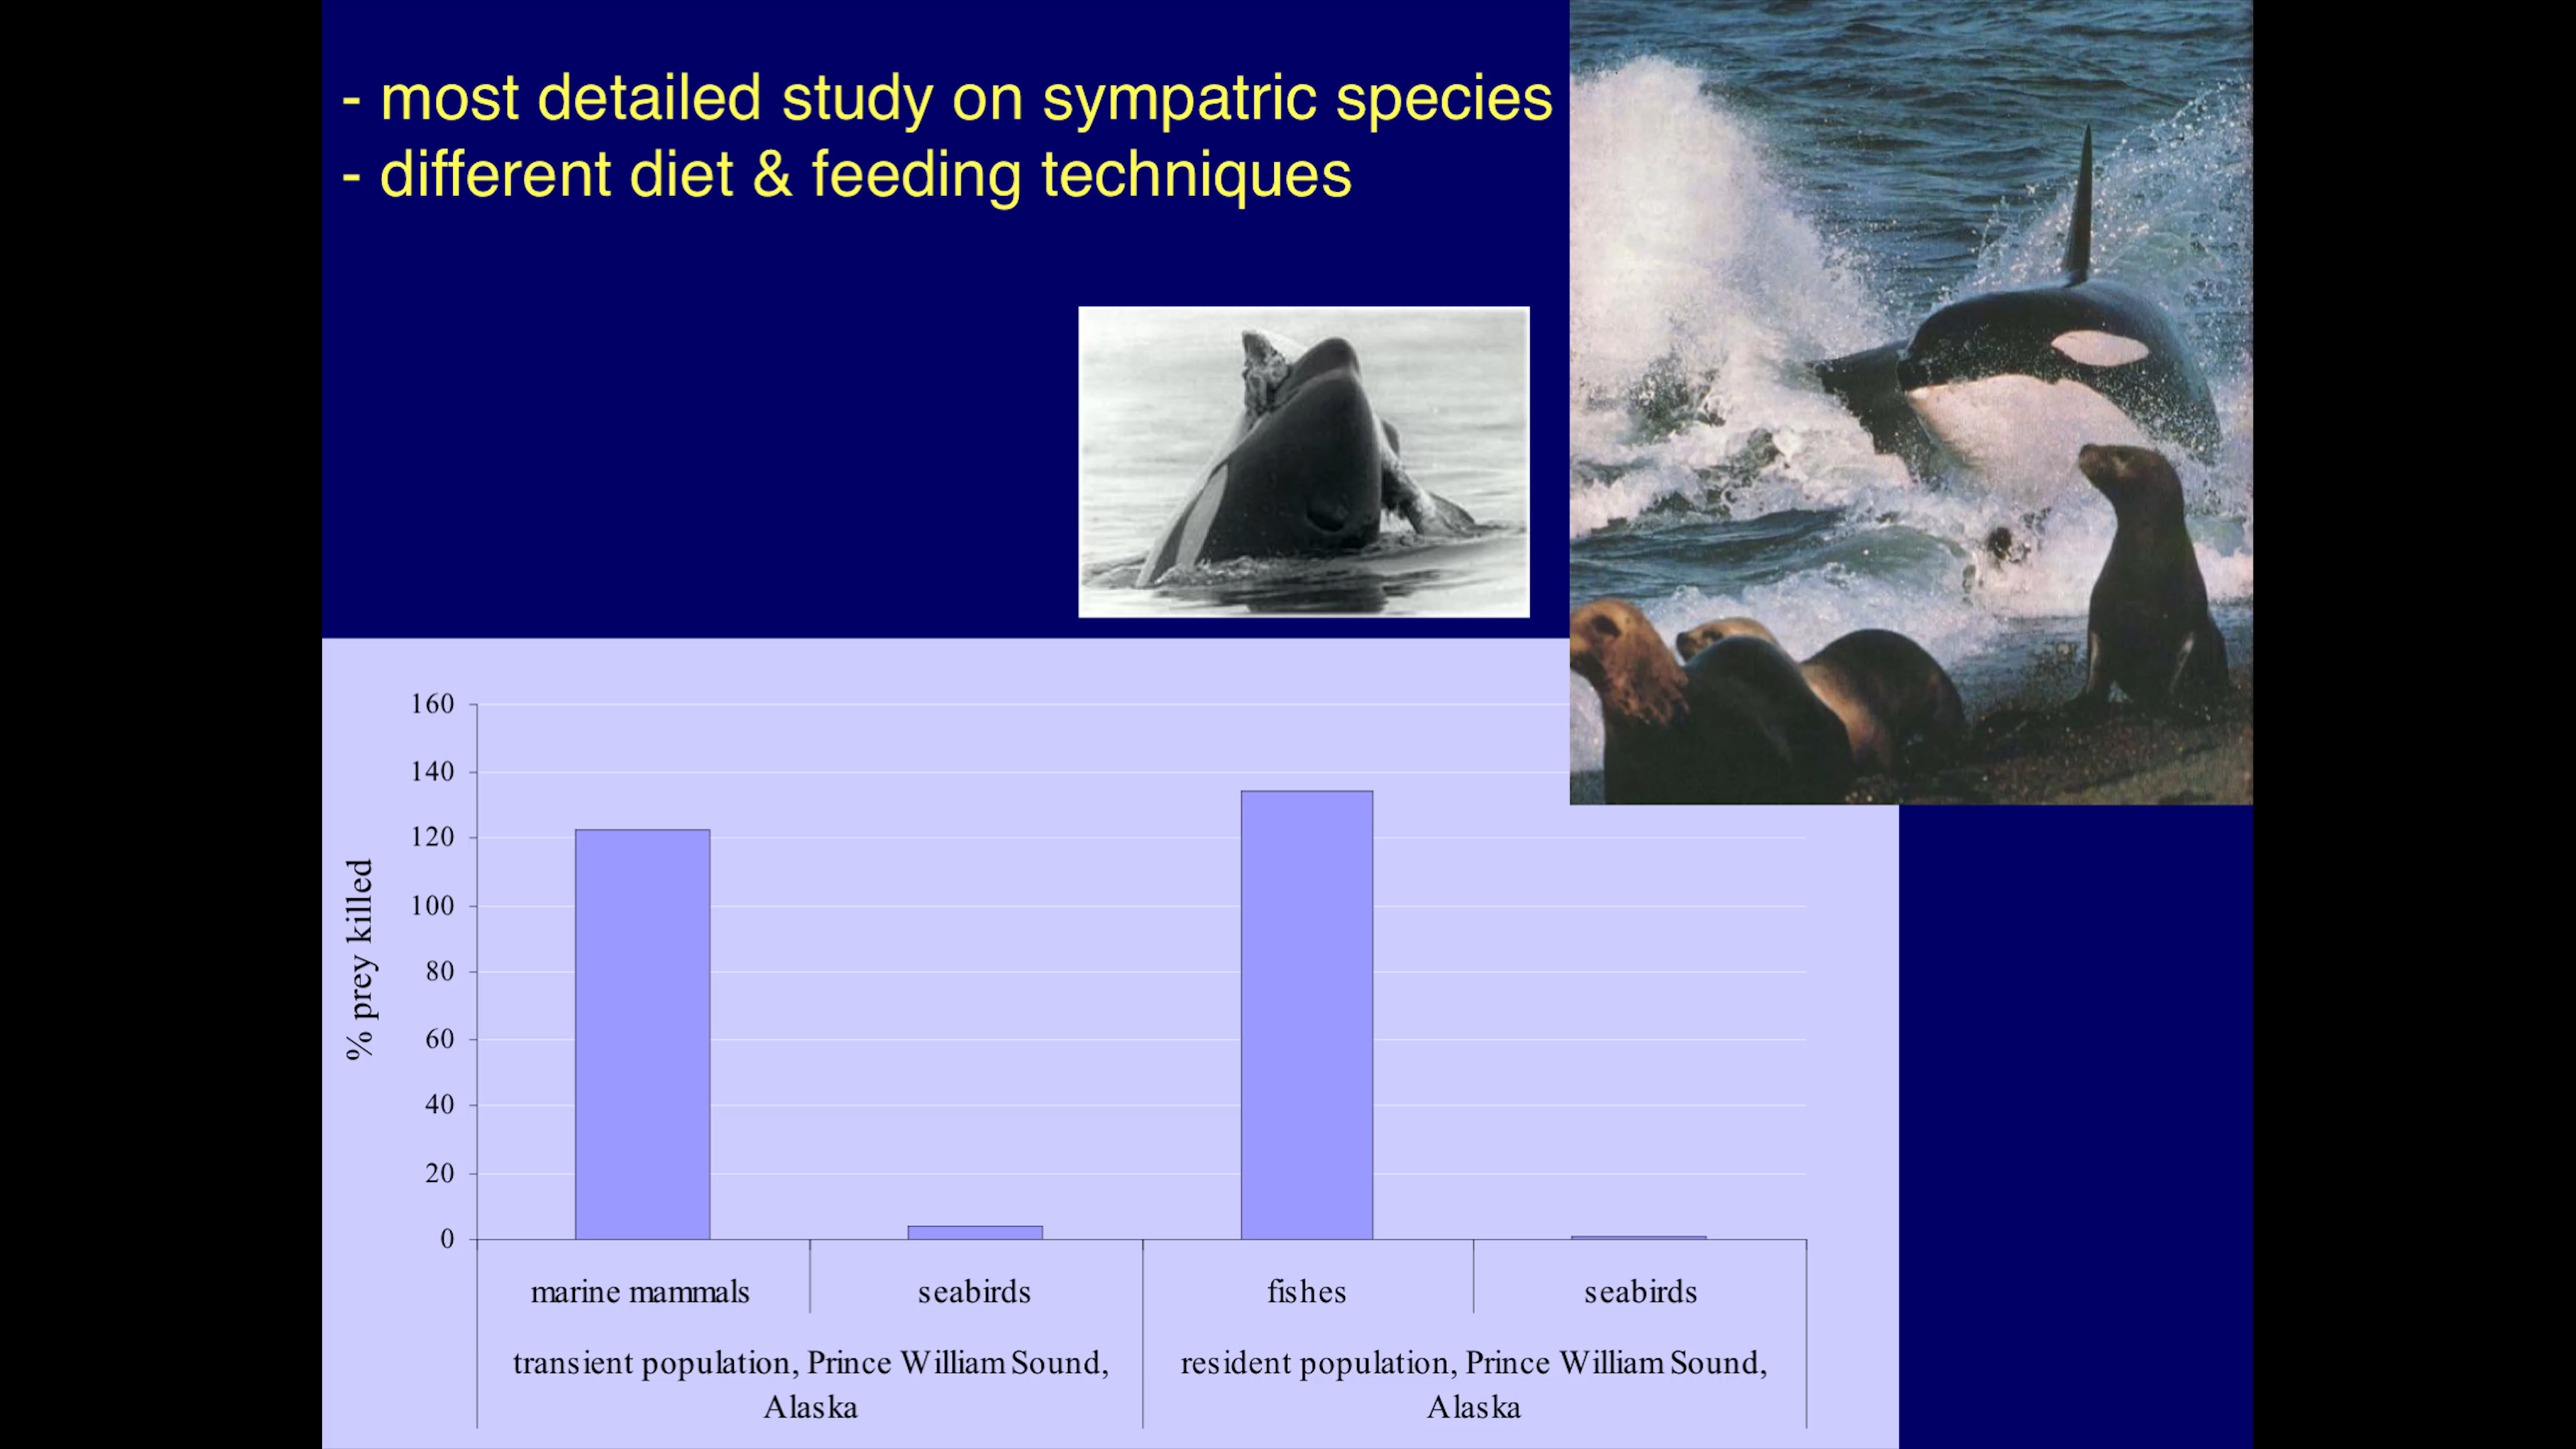 - most detailed study on sympatric species
- different diet & feeding techniques
160
140
120
100
80
60
40
20
0
% prey killed
marine mammals
seabirds
fishes
seabirds
transient population, Prince William Sound,
Alaska
resident population, Prince William Sound,
Alaska